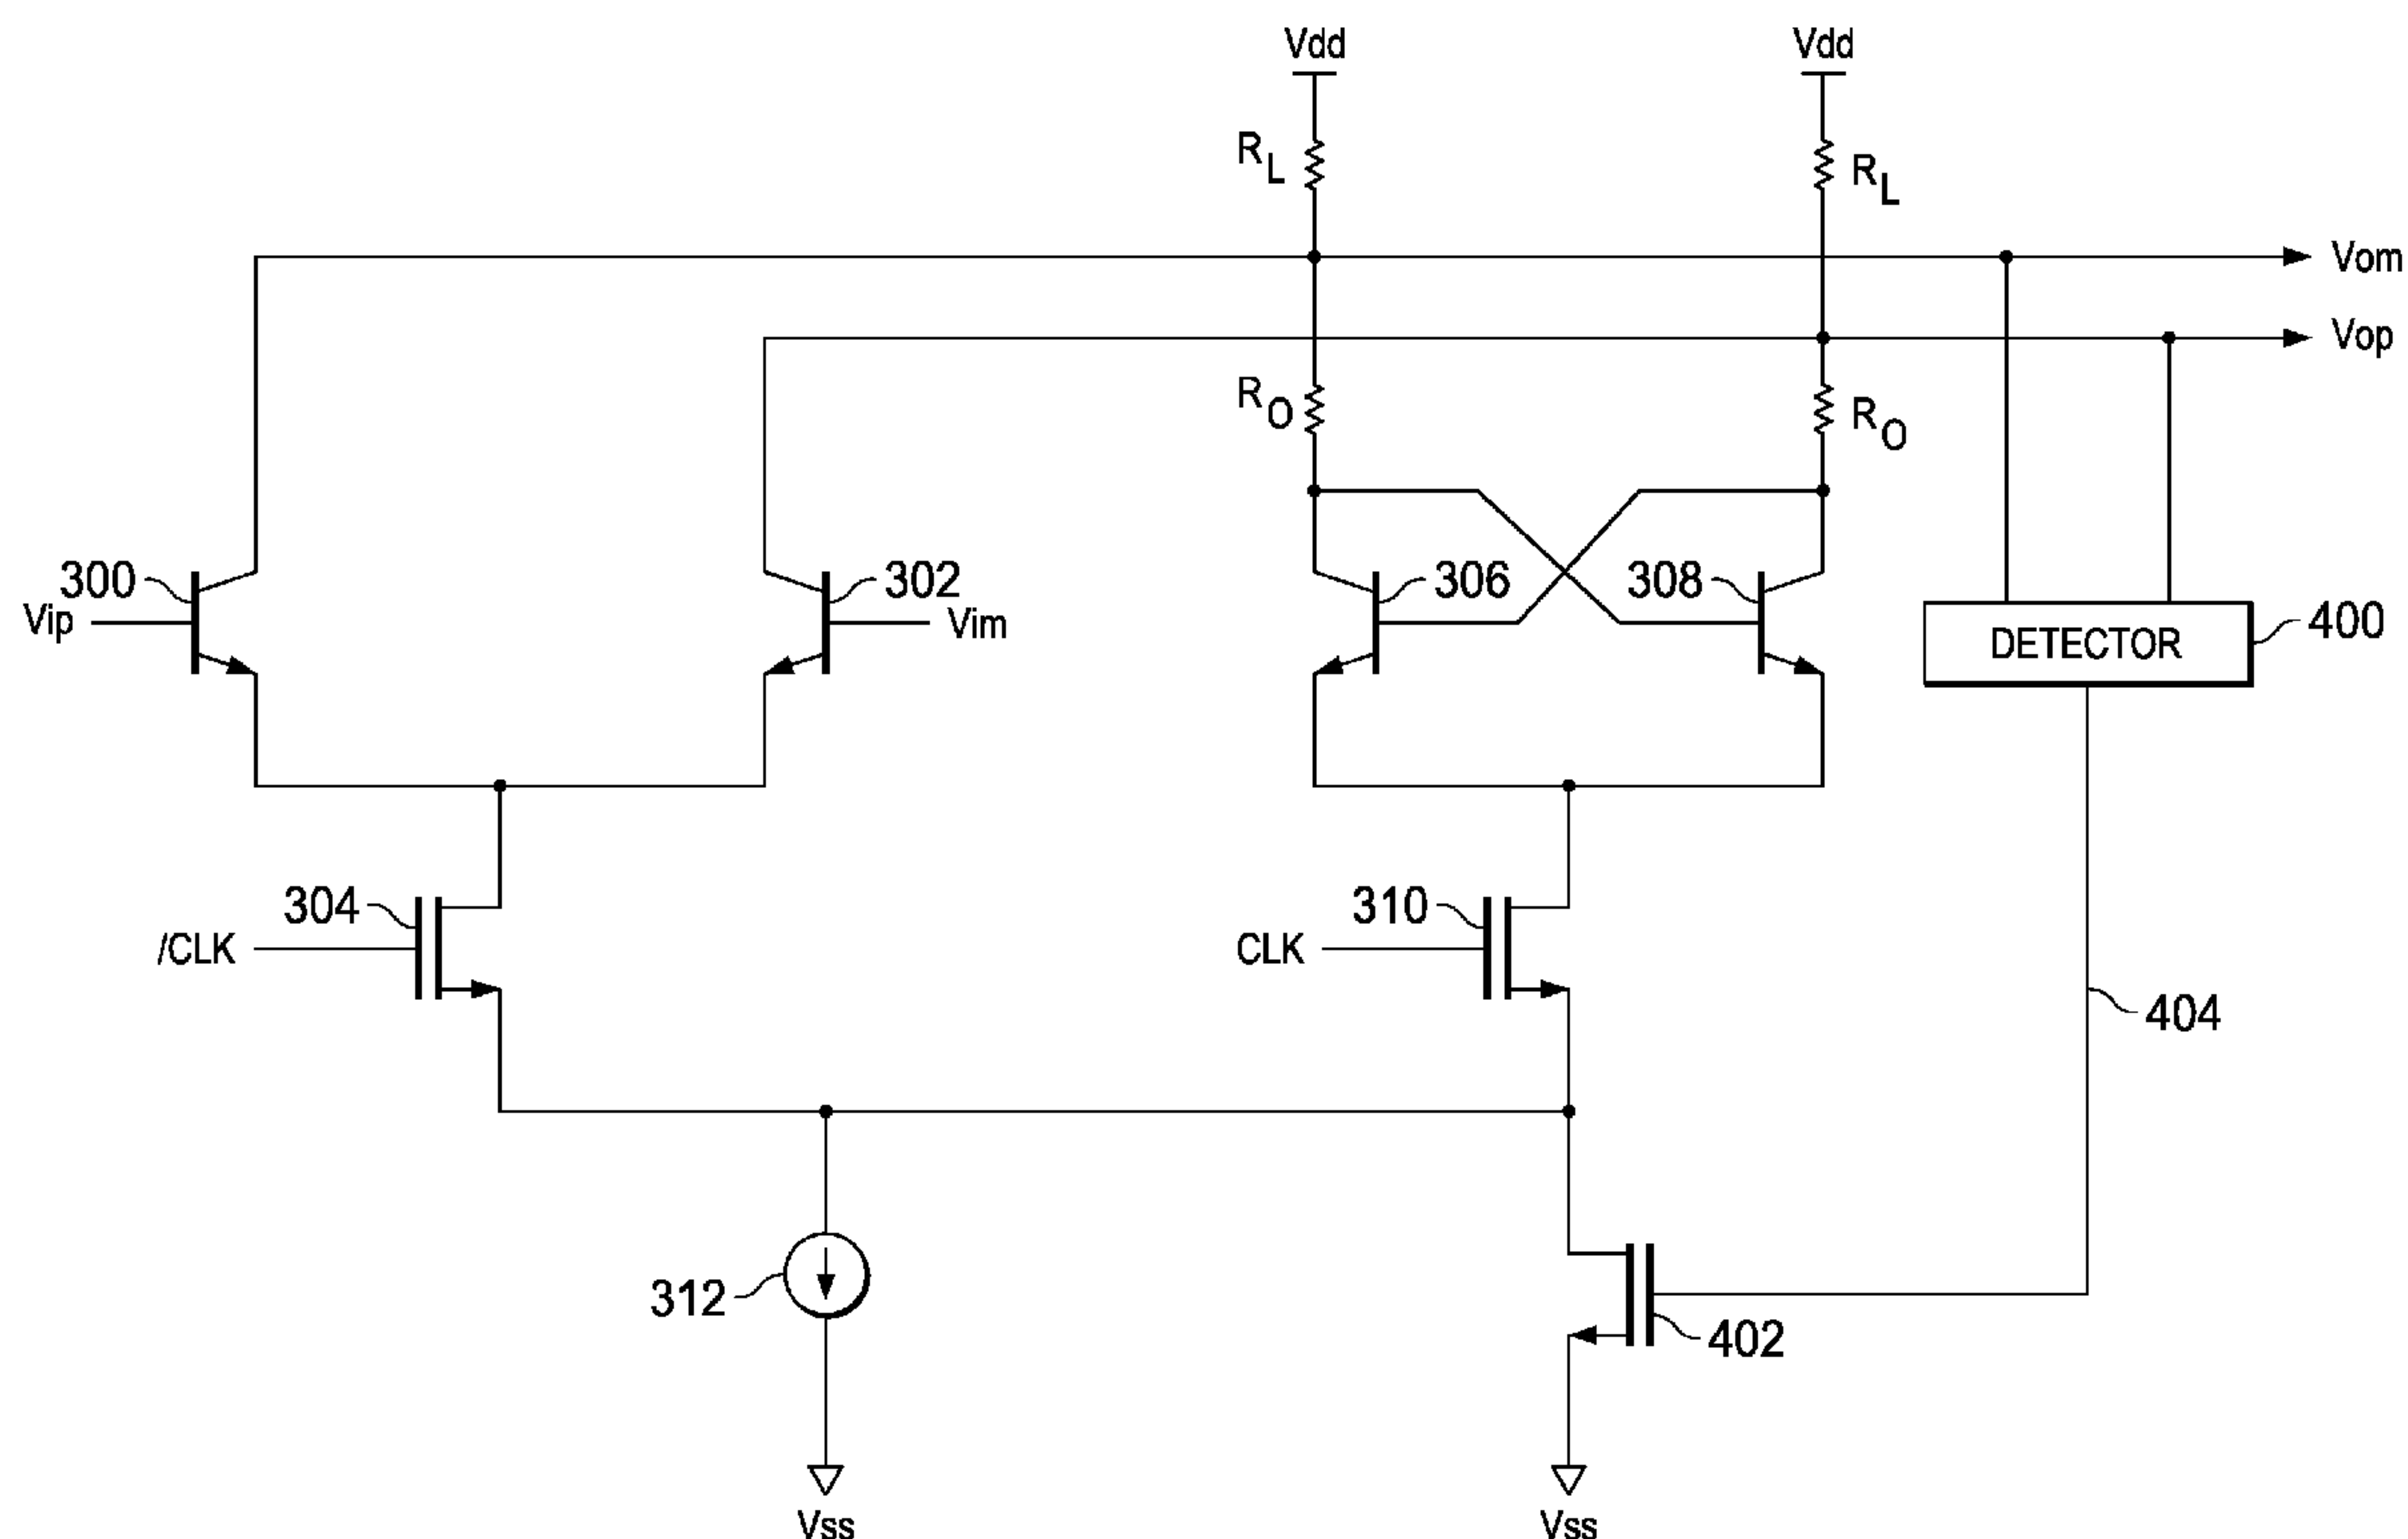 Vdd
Vdd
RL
RL
Vom
Vop
RO
RO
300
302
306
308
Vip
Vim
DETECTOR
400
304
310
/CLK
CLK
404
312
402
Vss
Vss